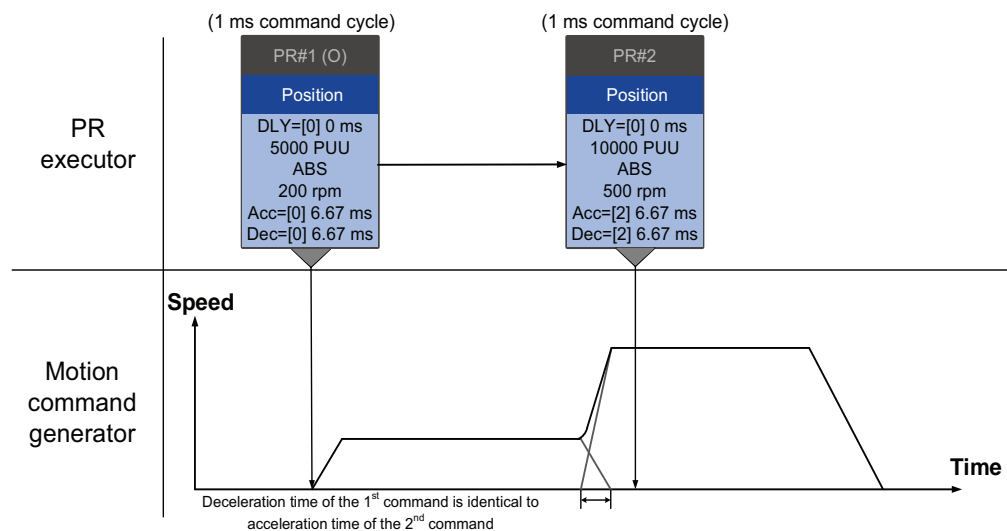 (1 ms command cycle)
(1 ms command cycle)
PR#1 (O)
PR#2
Position
Position
PR
executor
DLY=[0] 0 ms
5000 PUU
ABS
200 rpm
Acc=[0] 6.67 ms
Dec=[0] 6.67 ms
DLY=[0] 0 ms
10000 PUU
ABS
500 rpm
Acc=[2] 6.67 ms
Dec=[2] 6.67 ms
Speed
Motion
command
generator
Time
Deceleration time of the 1st command is identical to
acceleration time of the 2nd command